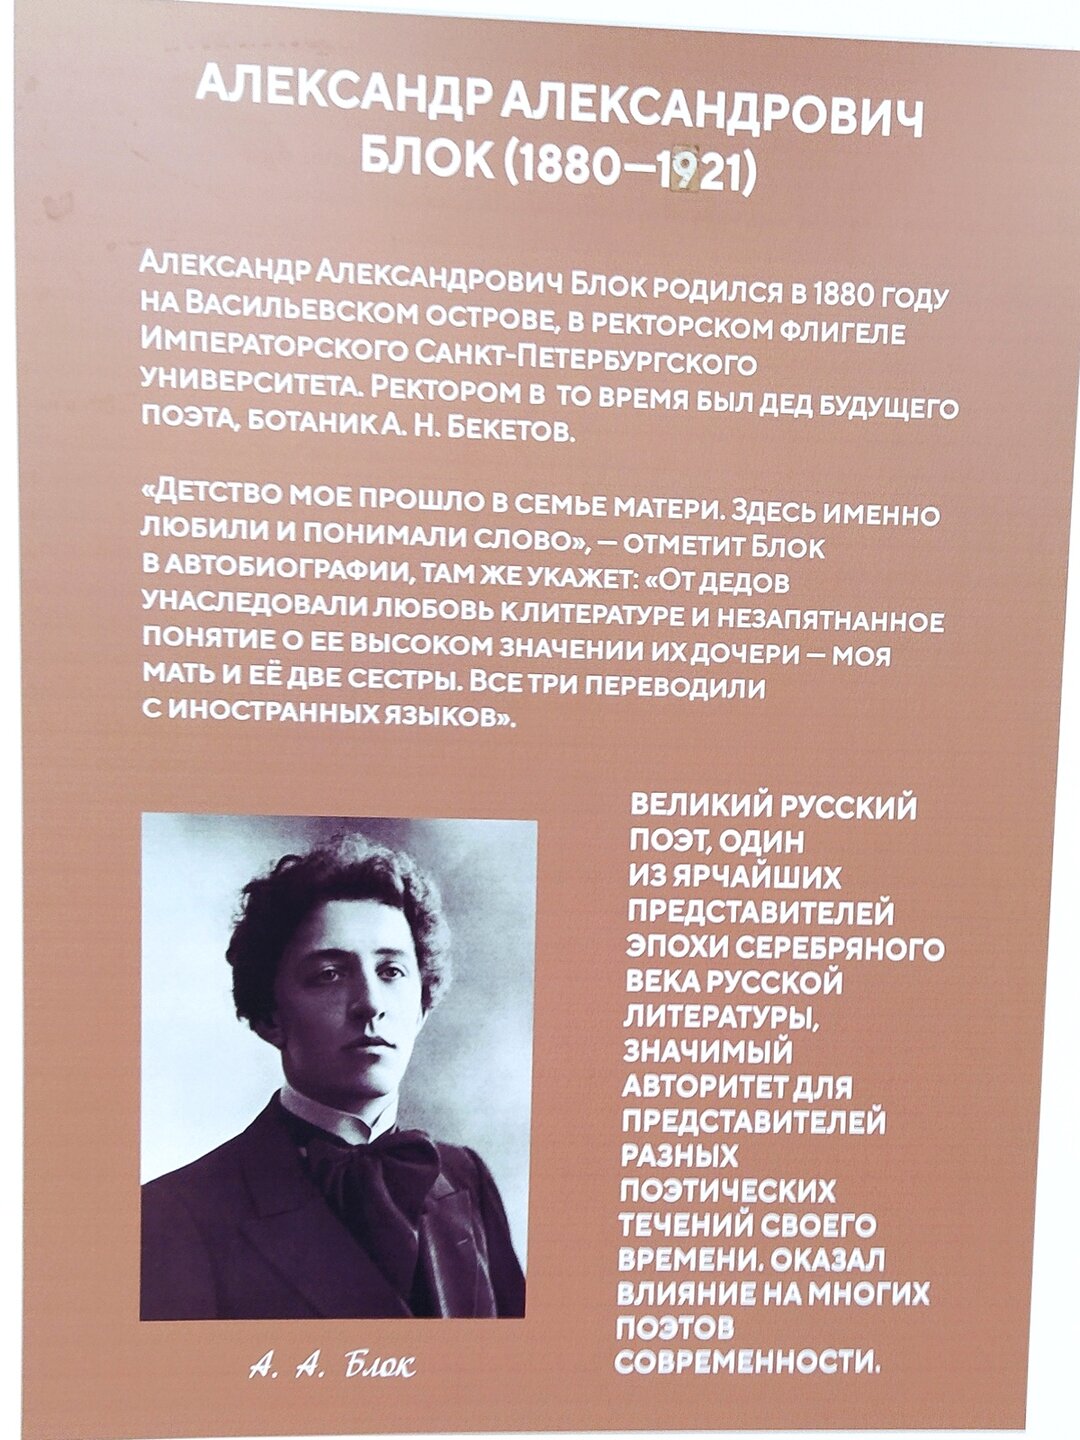 АЛЕКСАНДР АЛЕКСАНДРОВИЧ
БЛОК (1880—1921)
Александр Александрович Блок родился в 1880 году
на Васильевском острове, в ректорском флигеле
Императорского Санкт-Петербургского
университета. Ректором в то время был дед будущего
поэта, ботаник А. Н. Бекетов.
«Детство мое прошло в семье матери. Здесь именно
любили и понимали слово», — отметит Блок
в автобиографии, там же укажет: «От дедов
унаследовали любовь к литературе и незапятнанное
понятие о ее высоком значении их дочери — моя
мать и её две сестры. Все три переводили
с иностранных языков».
ВЕЛИКИЙ РУССКИЙ
ПОЭТ, ОДИН
ИЗ ЯРЧАЙШИХ
ПРЕДСТАВИТЕЛЕЙ
ЭПОХИ СЕРЕБРЯНОГО
ВЕКА РУССКОЙ
ЛИТЕРАТУРЫ,
ЗНАЧИМЫЙ
АВТОРИТЕТ ДЛЯ
ПРЕДСТАВИТЕЛЕЙ
РАЗНЫХ
ПОЭТИЧЕСКИХ
ТЕЧЕНИЙ СВОЕГО
ВРЕМЕНИ. ОКАЗАЛ
ВЛИЯНИЕ НА МНОГИХ
ПОЭТОВ
СОВРЕМЕННОСТИ.
А. А. Блок